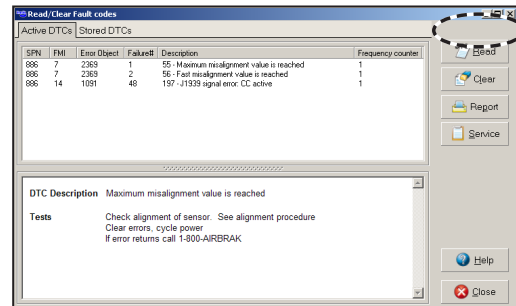 Read/Clear Fault codes
Active DTCs Stored DTCs
SPN FMI Error Object Failure# Description Frequency counter
886 7 2369 1 55 - Maximum misalignment value is reached 1
886 7 2369 2 56 - Fast misalignment value is reached 1
886 14 1091 48 197 - J1939 signal error: CC active 1
Read
Clear
Report
Service
DTC Description Maximum misalignment value is reached
Tests Check alignment of sensor. See alignment procedure
Clear errors, cycle power
If error returns call 1-800-AIRBRAK
Help
Close